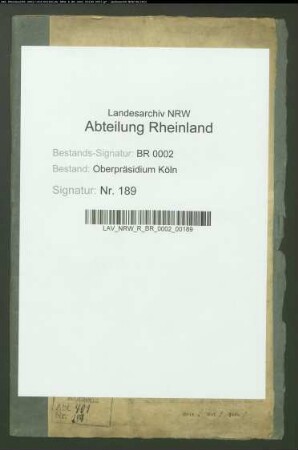 Landesarchiv NRW
Abteilung Rheinland
Bestands-Signatur: BR 0002
Bestand: Oberpräsidium Köln
Signatur: Nr. 189
LAV_NRW_R_BR_0002_00189